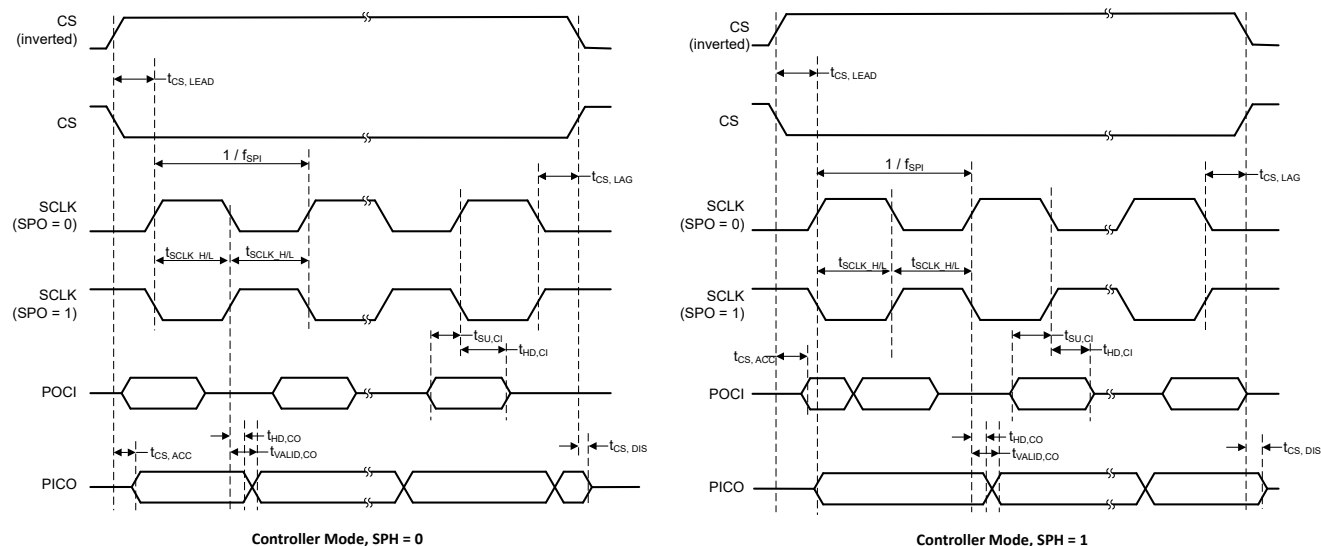 CS
(inverted)
tCS, LEAD
CS
1 / fSPI
tCS, LAG
SCLK
(SPO = 0)
tSCLK_H/L
tSCLK_H/L
SCLK
(SPO = 1)
tSU,CI
tHD,CI
POCI
tHD,CO
tVALID,CO
tCS, ACC
tCS, DIS
PICO
Controller Mode, SPH = 0
CS
(inverted)
tCS, LEAD
CS
1 / fSPI
tCS, LAG
SCLK
(SPO = 0)
tSCLK_H/L
tSCLK_H/L
SCLK
(SPO = 1)
tSU,CI
tHD,CI
tCS, ACC
POCI
tHD,CO
tVALID,CO
tCS, DIS
PICO
Controller Mode, SPH = 1